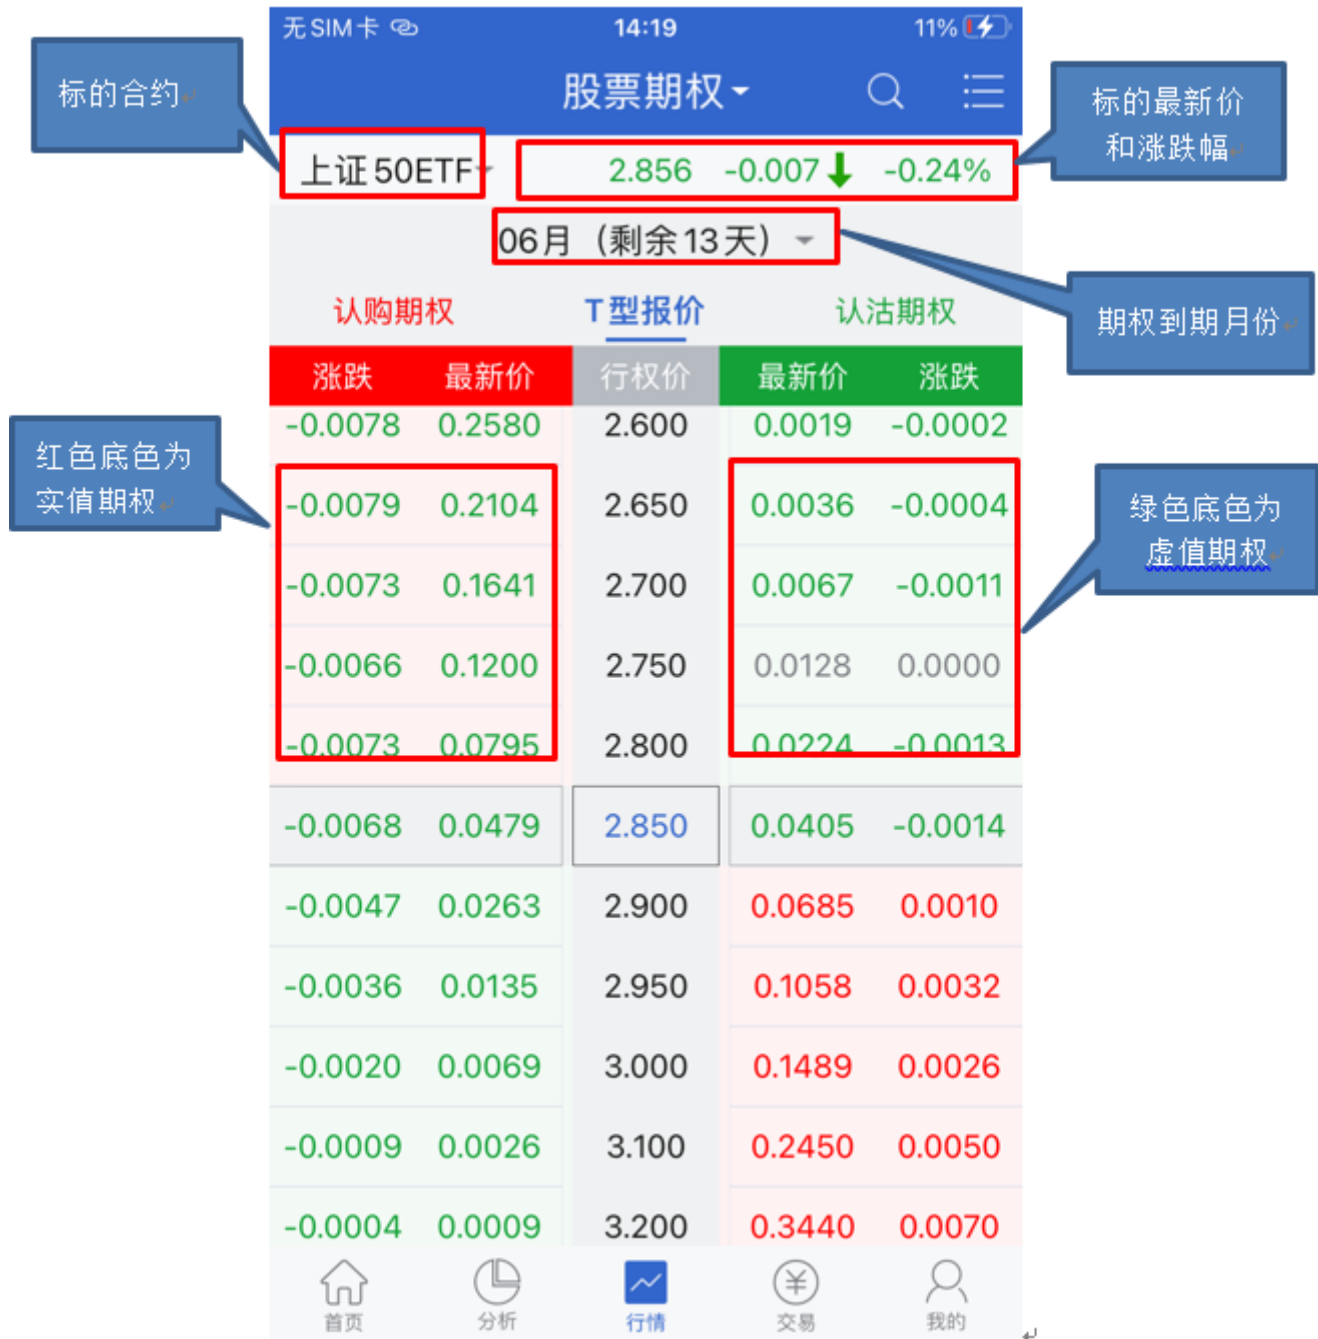 无SIM卡
14:19
11%
股票期权
标的合约
标的最新价
和涨跌幅
上证50ETF
2.856 -0.007 -0.24%
06月（剩余13天）
期权到期月份
认购期权 T型报价 认沽期权
涨跌 最新价 行权价 最新价 涨跌
-0.0078 0.2580 2.600 0.0019 -0.0002
红色底色为
实值期权
绿色底色为
虚值期权
-0.0079 0.2104 2.650 0.0036 -0.0004
-0.0073 0.1641 2.700 0.0067 -0.0011
-0.0066 0.1200 2.750 0.0128 0.0000
-0.0073 0.0795 2.800 0.0224 -0.0013
-0.0068 0.0479 2.850 0.0405 -0.0014
-0.0047 0.0263 2.900 0.0685 0.0010
-0.0036 0.0135 2.950 0.1058 0.0032
-0.0020 0.0069 3.000 0.1489 0.0026
-0.0009 0.0026 3.100 0.2450 0.0050
-0.0004 0.0009 3.200 0.3440 0.0070
首页 分析 行情 交易 我的